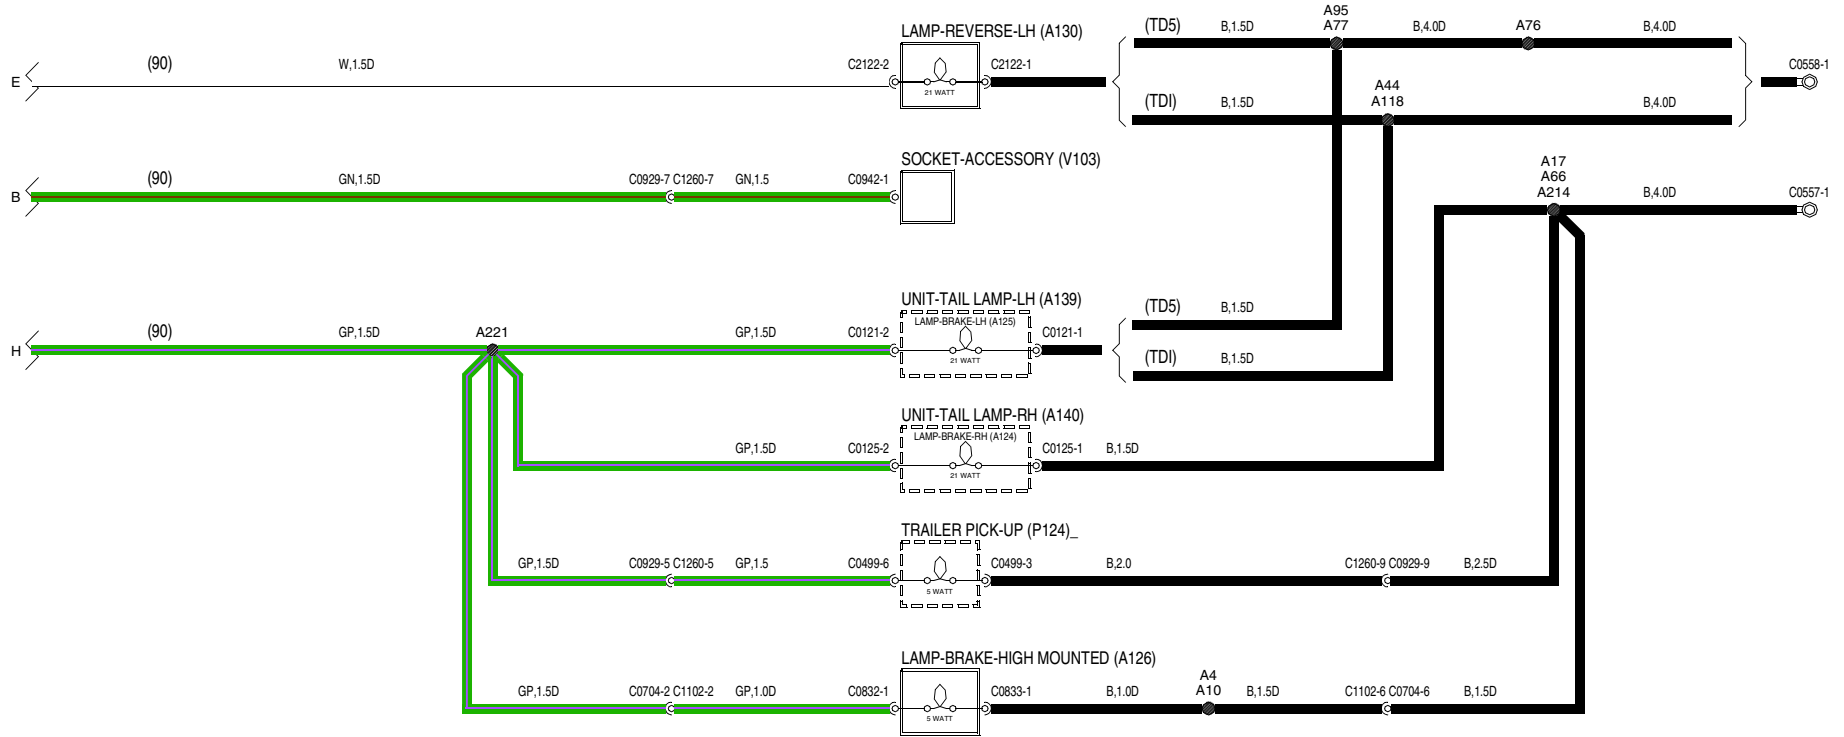 LAMP-REVERSE-LH (A130)
E
(90)
W,1.5D
C2122-2
21 WATT
C2122-1
(TD5)
B,1.5D
A95
A77
B,4.0D
A76
B,4.0D
C0558-1
(TDI)
B,1.5D
A44
A118
B,4.0D
SOCKET-ACCESSORY (V103)
B
(90)
GN,1.5D
C0929-7 C1260-7
GN,1.5
C0942-1
A17
A66
A214
B,4.0D
C0557-1
UNIT-TAIL LAMP-LH (A139)
LAMP-BRAKE-LH (A125)
H
(90)
GP,1.5D
A221
GP,1.5D
C0121-2
21 WATT
C0121-1
(TD5)
B,1.5D
(TDI)
B,1.5D
UNIT-TAIL LAMP-RH (A140)
LAMP-BRAKE-RH (A124)
GP,1.5D
C0125-2
21 WATT
C0125-1
B,1.5D
TRAILER PICK-UP (P124)_
GP,1.5D
C0929-5 C1260-5
GP,1.5
C0499-6
5 WATT
C0499-3
B,2.0
C1260-9 C0929-9
B,2.5D
LAMP-BRAKE-HIGH MOUNTED (A126)
GP,1.5D
C0704-2 C1102-2
GP,1.0D
C0832-1
5 WATT
C0833-1
B,1.0D
A4
A10
B,1.5D
C1102-6 C0704-6
B,1.5D